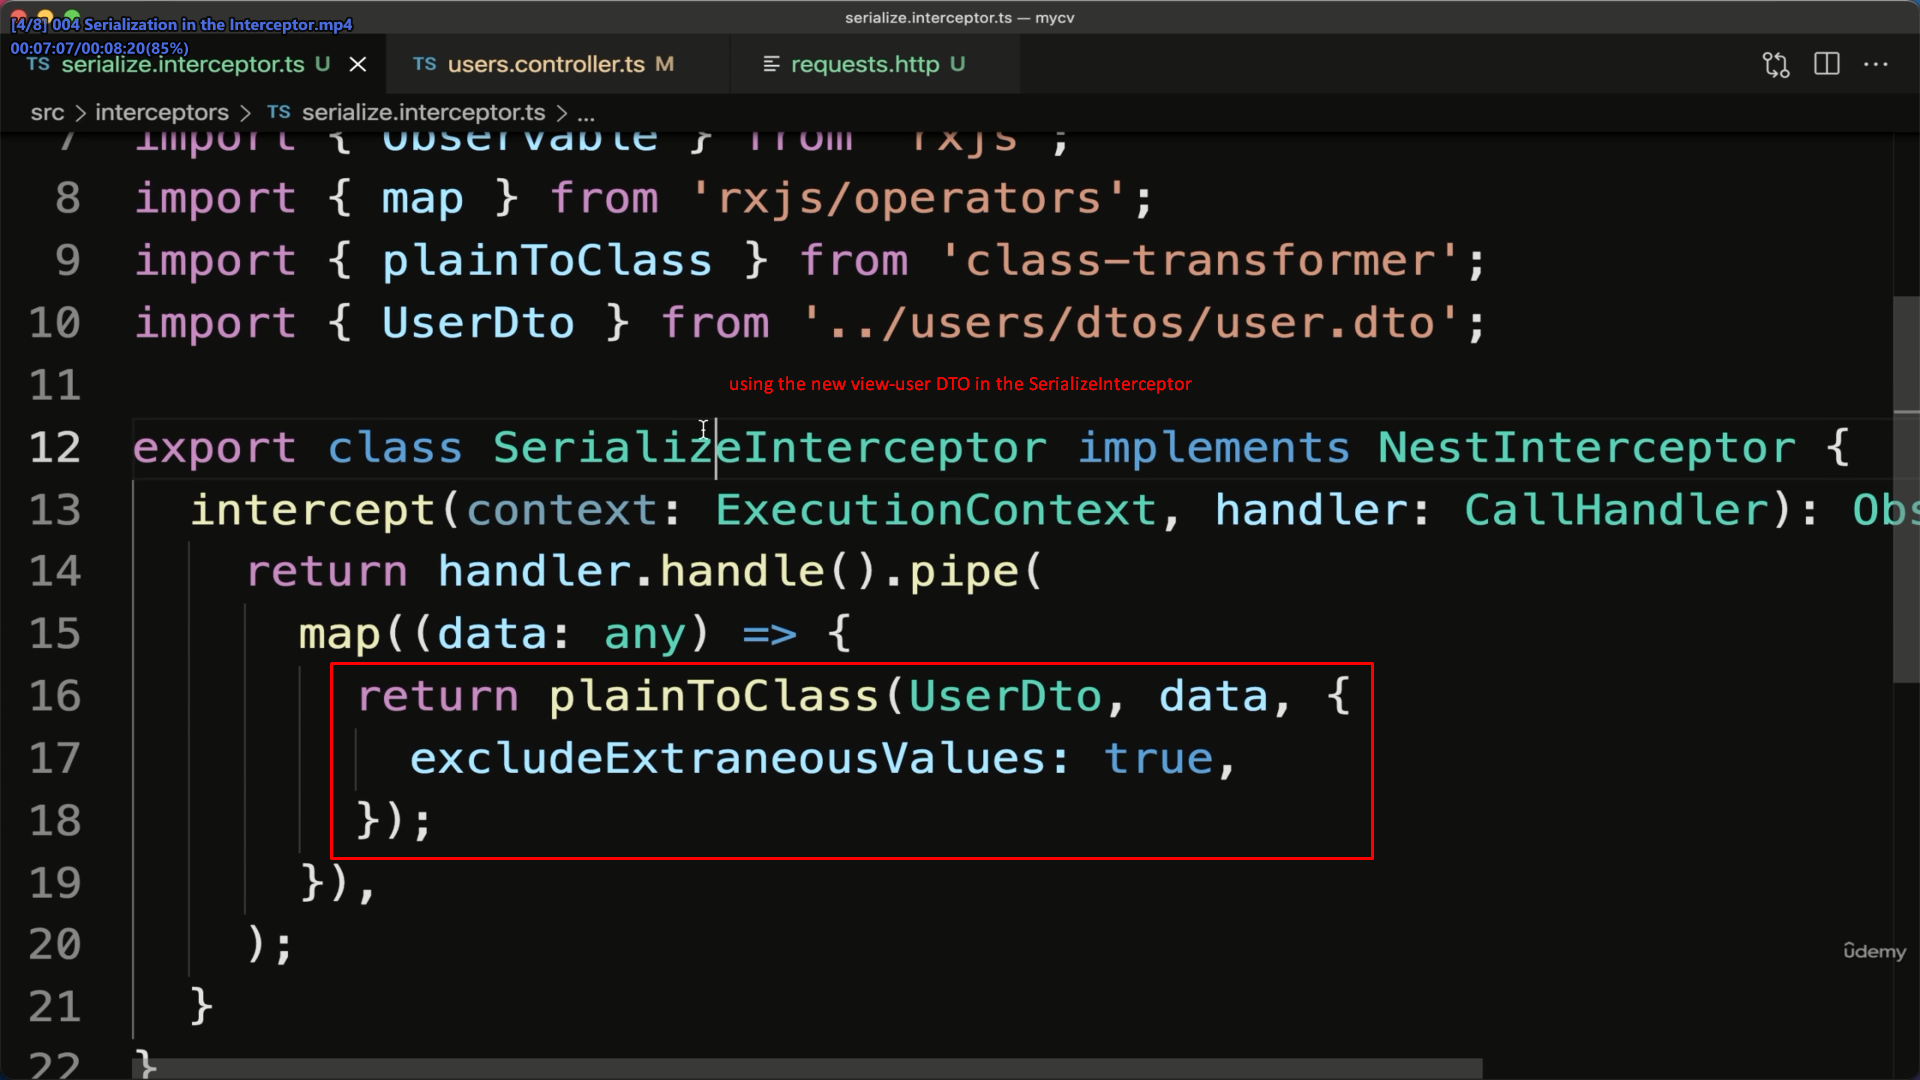 serialize.interceptor.ts — mycv
[4/8] 004 Serialization in the Interceptor.mp4
00:07:07/00:08:20(85%)
TS serialize.interceptor.ts U
TS users.controller.ts M
requests.http U
src > interceptors > TS serialize.interceptor.ts > ...
7 import { Observable } from 'rxjs';
8 import { map } from 'rxjs/operators';
9 import { plainToClass } from 'class-transformer';
10 import { UserDto } from '../users/dtos/user.dto';
11
using the new view-user DTO in the SerializeInterceptor
12 export class SerializeInterceptor implements NestInterceptor {
13 intercept(context: ExecutionContext, handler: CallHandler): Obs
14 return handler.handle().pipe(
15 map((data: any) => {
16 return plainToClass(UserDto, data, {
17 excludeExtraneousValues: true,
18 });
19 }),
20 );
21 }
22 }
ûdemy